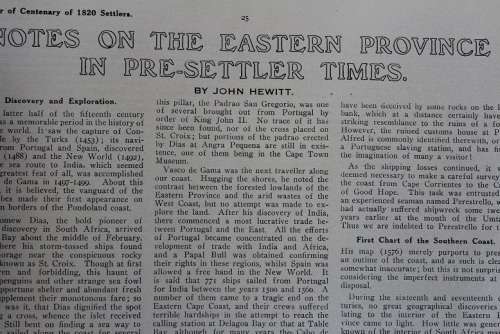 r of Centenary of 1820 Settlers.
25
NOTES ON THE EASTERN PROVINCE
IN PRE-SETTLER TIMES.
BY JOHN HEWITT.
Discovery and Exploration.
latter half of the fifteenth century
as a memorable period in the history of
e world. It saw the capture of Con-
le by the Turks (1453); its navi-
rom Portugal and Spain, discovered
(1488) and the New World (1492),
e sea route to India, which seemed
greatest feat of all, was accomplished
de Gama in 1497-1499. About this
it is believed, the vanguard of the
es made their first appearance on
n borders of the Pondoland coast.
omew Dias, the bold pioneer of
discovery in South Africa, arrived
Bay about the middle of February,
here his storm-tossed ships found
orage near the conspicuous rocky
nown as St. Croix. Though at first
en and forbidding, this haunt of
penguins and other strange sea fowl
opportune shelter and abundant fresh
mplement their monotonous fare; so
was it, that Dias dignified the spot
g a cross, whence the islet received
Still bent on finding a sea way to
this pillar, the Padrao San Gregorio, was one
of several brought out from Portugal by
order of King John II. No trace of it has
since been found, nor of the cross placed on
St. Croix; but portions of the padrao erected
by Dias at Angra Pequena are still in exis-
tence, one of them being in the Cape Town
Museum.
Vasco de Gama was the next traveller along
our coast. Hugging the shore, he noted the
contrast between the forested lowlands of the
Eastern Province and the arid wastes of the
West Coast, but no attempt was made to ex-
plore the land. After his discovery of India,
there commenced a most lucrative trade be-
tween Portugal and the East. All the efforts
of Portugal became concentrated on the de-
velopment of trade with India and Africa,
and a Papal Bull was obtained confirming
their rights in these regions, whilst Spain was
allowed a free hand in the New World. It
is said that 771 ships sailed from Portugal
for India between the years 1501 and 1560. A
number of them came to a tragic end on the
Eastern Cape Coast, and their crews suffered
terrible hardships in the attempt to reach the
calling station at Delagoa Bay or that at Table
have been deceived by some rocks on the
bank, which at a distance certainly have
striking resemblance to the ruins of a fo
However, the ruined customs house at P
Alfred is commonly identified therewith, or
a Portuguese slaving station, and has fi
the imagination of many a visitor!
As the shipping losses continued, it
deemed necessary to make a careful survey
the coast from Cape Corrientes to the
of Good Hope. This task was entrusted
an experienced seaman named Perestrello, w
had actually suffered shipwreck some
years earlier at the mouth of the Umt
Thus we are indebted to Perestrello for t
First Chart of the Southern Coast.
His map (1576) merely purports to pre
an outline of the coast, and as such is cle
somewhat inaccurate; but this is not surpris
considering the imperfect instruments at
disposal.
During the sixteenth and seventeenth
turies, no great geographical discoveries
lating to the interior of the Eastern
ince came to light. How little was